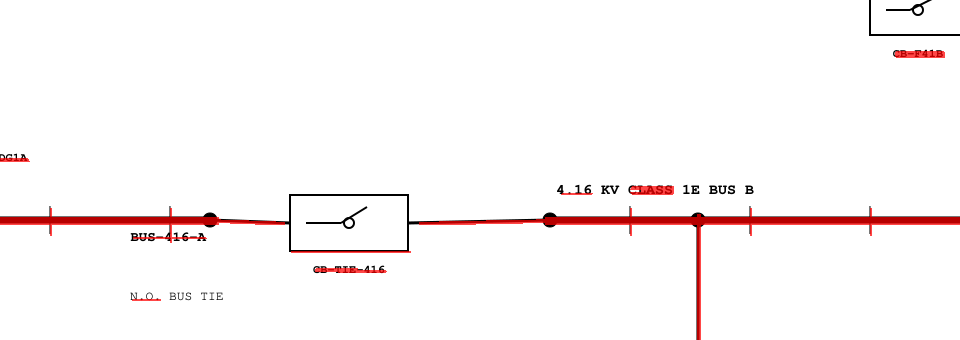 CB-F41B
DG1A
4.16 KV CLASS 1E BUS B
BUS-416-A
CB-TIE-416
N.O. BUS TIE